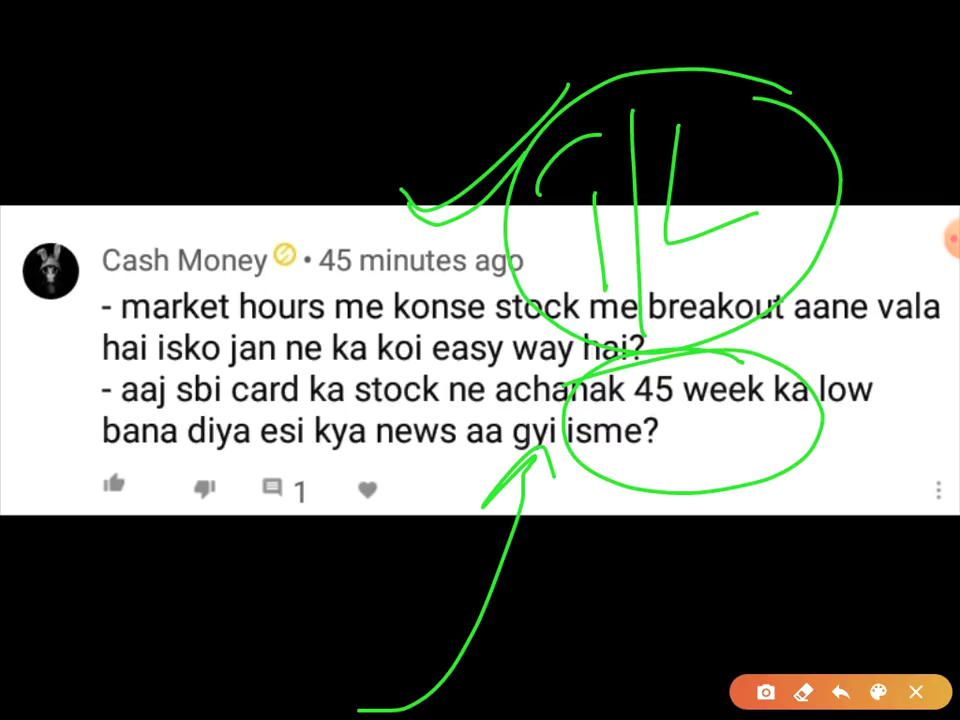 Cash Money • 45 minutes ago
- market hours me konse stock me breakout aane vala
hai isko jan ne ka koi easy way hai?
- aaj sbi card ka stock ne achanak 45 week ka low
bana diya esi kya news aa gyi isme?
1